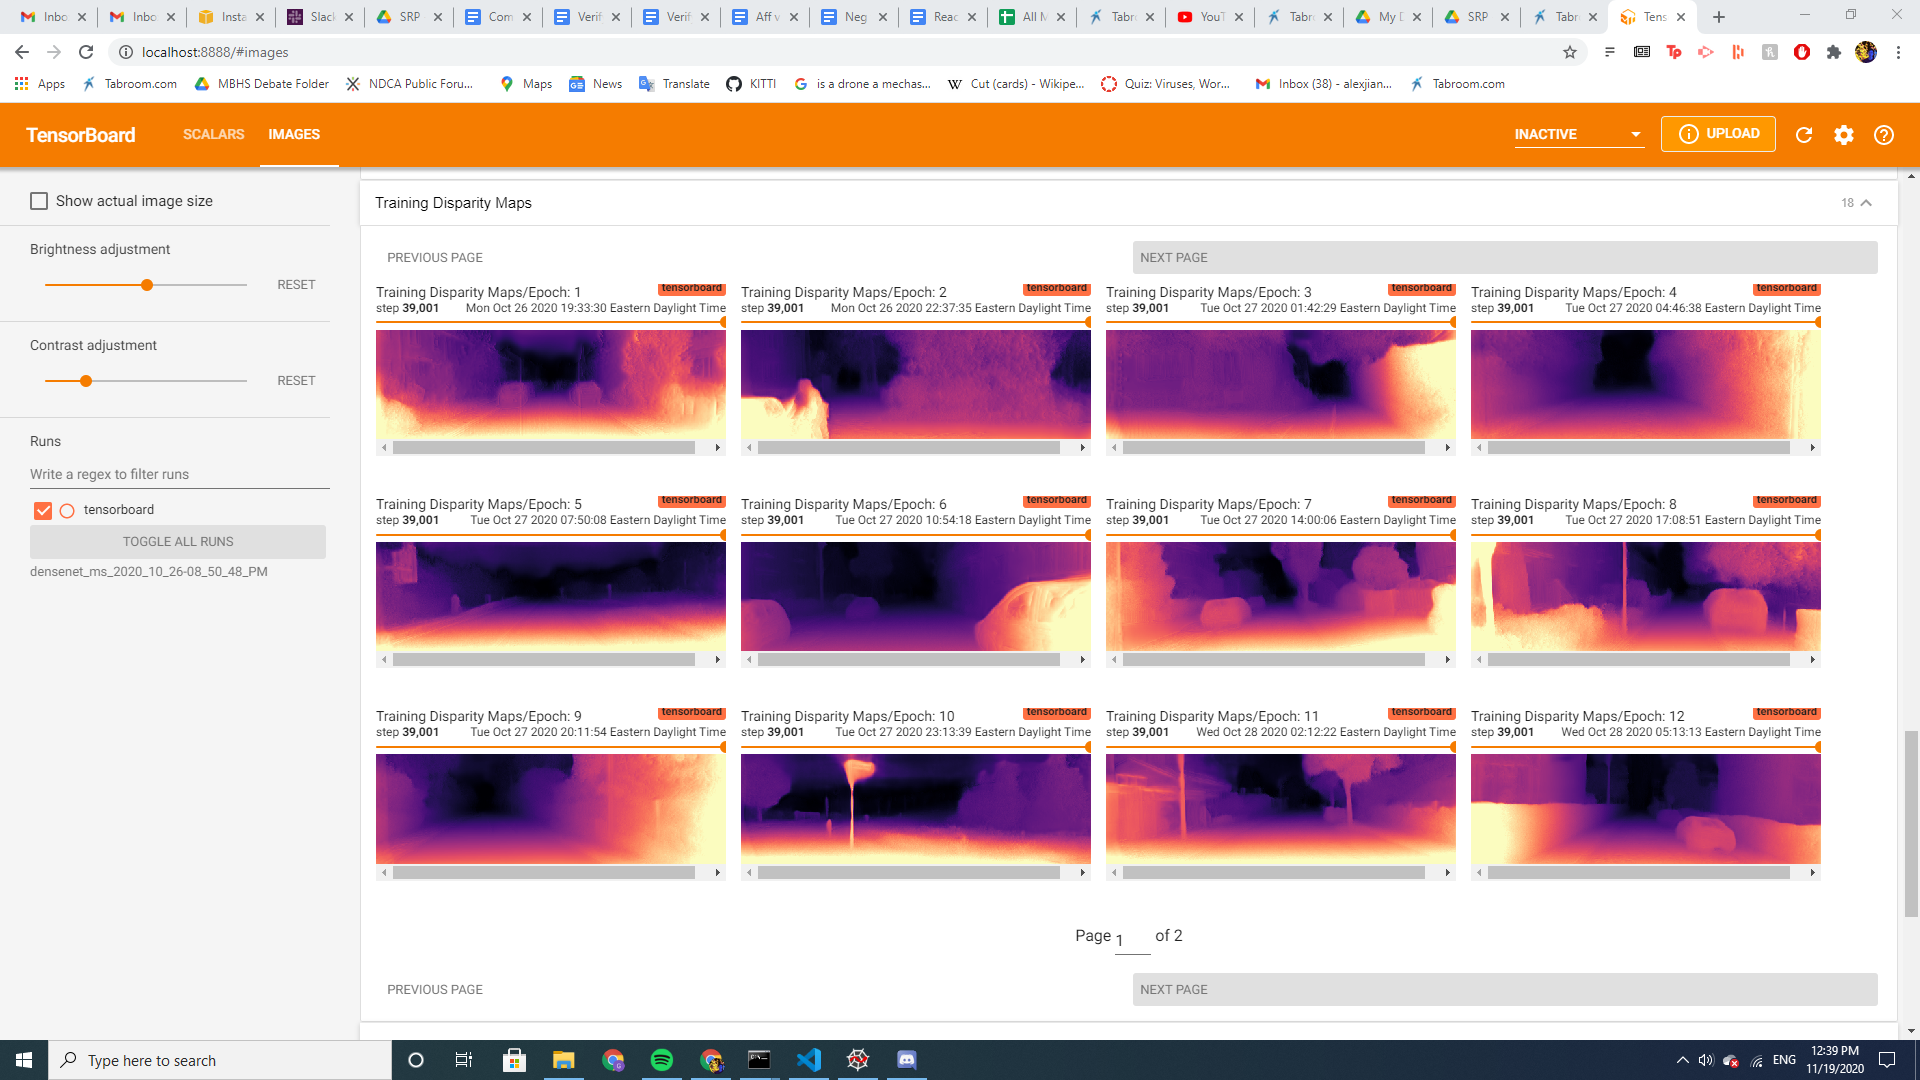 Inbo
Inbo
Insta
Slack
SRP
Com
Verif
Verif
Aff v
Neg
Reac
All M
Tabro
YouT
Tabro
My D
SRP
Tabro
Tens
localhost:8888/#images
Apps
Tabroom.com
MBHS Debate Folder
NDCA Public Foru...
Maps
News
Translate
KITTI
is a drone a mechas...
Cut (cards) - Wikipe...
Quiz: Viruses, Wor...
Inbox (38) - alexjian...
Tabroom.com
TensorBoard
SCALARS
IMAGES
INACTIVE
UPLOAD
Show actual image size
Brightness adjustment
RESET
Contrast adjustment
RESET
Runs
Write a regex to filter runs
tensorboard
TOGGLE ALL RUNS
densenet_ms_2020_10_26-08_50_48_PM
Training Disparity Maps
18
PREVIOUS PAGE
NEXT PAGE
Training Disparity Maps/Epoch: 1
tensorboard
step 39,001
Mon Oct 26 2020 19:33:30 Eastern Daylight Time
Training Disparity Maps/Epoch: 2
tensorboard
step 39,001
Mon Oct 26 2020 22:37:35 Eastern Daylight Time
Training Disparity Maps/Epoch: 3
tensorboard
step 39,001
Tue Oct 27 2020 01:42:29 Eastern Daylight Time
Training Disparity Maps/Epoch: 4
tensorboard
step 39,001
Tue Oct 27 2020 04:46:38 Eastern Daylight Time
Training Disparity Maps/Epoch: 5
tensorboard
step 39,001
Tue Oct 27 2020 07:50:08 Eastern Daylight Time
Training Disparity Maps/Epoch: 6
tensorboard
step 39,001
Tue Oct 27 2020 10:54:18 Eastern Daylight Time
Training Disparity Maps/Epoch: 7
tensorboard
step 39,001
Tue Oct 27 2020 14:00:06 Eastern Daylight Time
Training Disparity Maps/Epoch: 8
tensorboard
step 39,001
Tue Oct 27 2020 17:08:51 Eastern Daylight Time
Training Disparity Maps/Epoch: 9
tensorboard
step 39,001
Tue Oct 27 2020 20:11:54 Eastern Daylight Time
Training Disparity Maps/Epoch: 10
tensorboard
step 39,001
Tue Oct 27 2020 23:13:39 Eastern Daylight Time
Training Disparity Maps/Epoch: 11
tensorboard
step 39,001
Wed Oct 28 2020 02:12:22 Eastern Daylight Time
Training Disparity Maps/Epoch: 12
tensorboard
step 39,001
Wed Oct 28 2020 05:13:13 Eastern Daylight Time
Page 1 of 2
PREVIOUS PAGE
NEXT PAGE
Type here to search
ENG
12:39 PM
11/19/2020